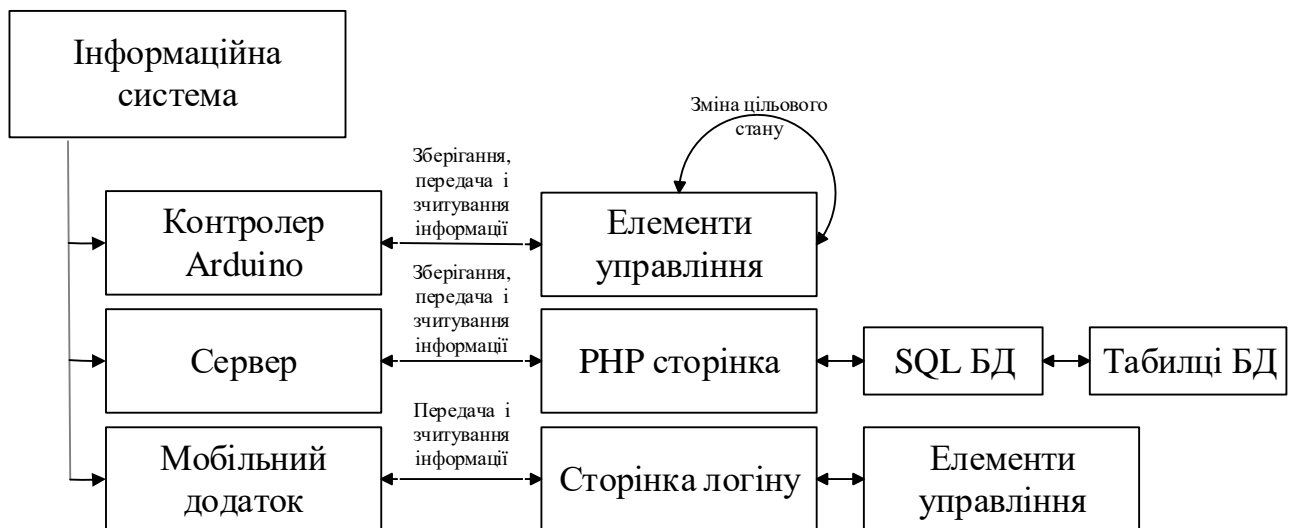 Інформаційна
система
Зміна цільового
стану
Контролер
Arduino
Зберігання,
передача і
зчитування
інформації
Елементи
управління
Сервер
Зберігання,
передача і
зчитування
інформації
PHP сторінка
SQL БД
Табилці БД
Мобільний
додаток
Передача і
зчитування
інформації
Сторінка логіну
Елементи
управління